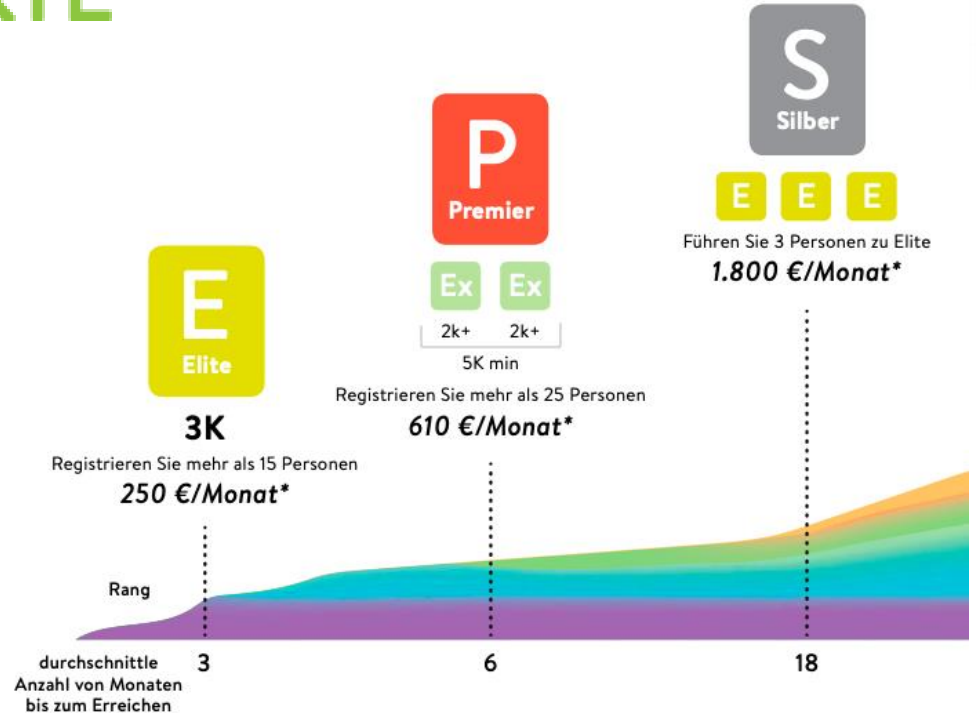 E
Elite
3K
Registrieren Sie mehr als 15 Personen
250 €/Monat*
P
Premier
Ex Ex
2k+ 2k+
5K min
Registrieren Sie mehr als 25 Personen
610 €/Monat*
S
Silber
E E E
Führen Sie 3 Personen zu Elite
1.800 €/Monat*
Rang
durchschnittle
Anzahl von Monaten
bis zum Erreichen
3 6 18